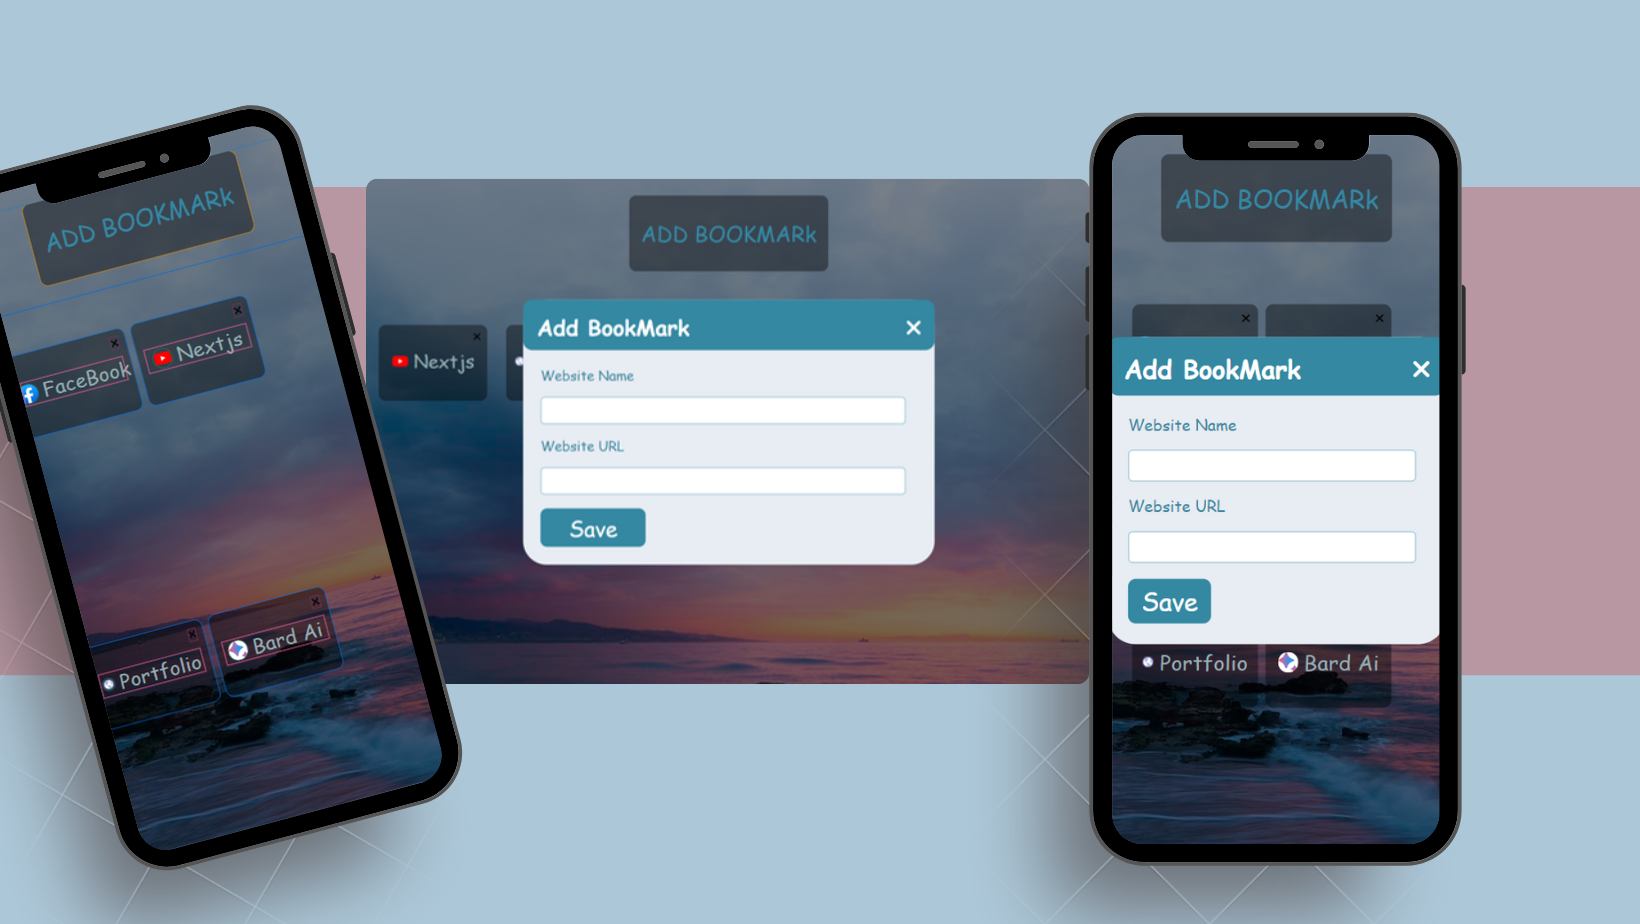 ADD BOOKMARk
FaceBook
Nextjs
Portfolio
Bard Ai
ADD BOOKMARk
Nextjs
Add BookMark
Website Name
Website URL
Save
ADD BOOKMARk
Add BookMark
Website Name
Website URL
Save
Portfolio
Bard Ai